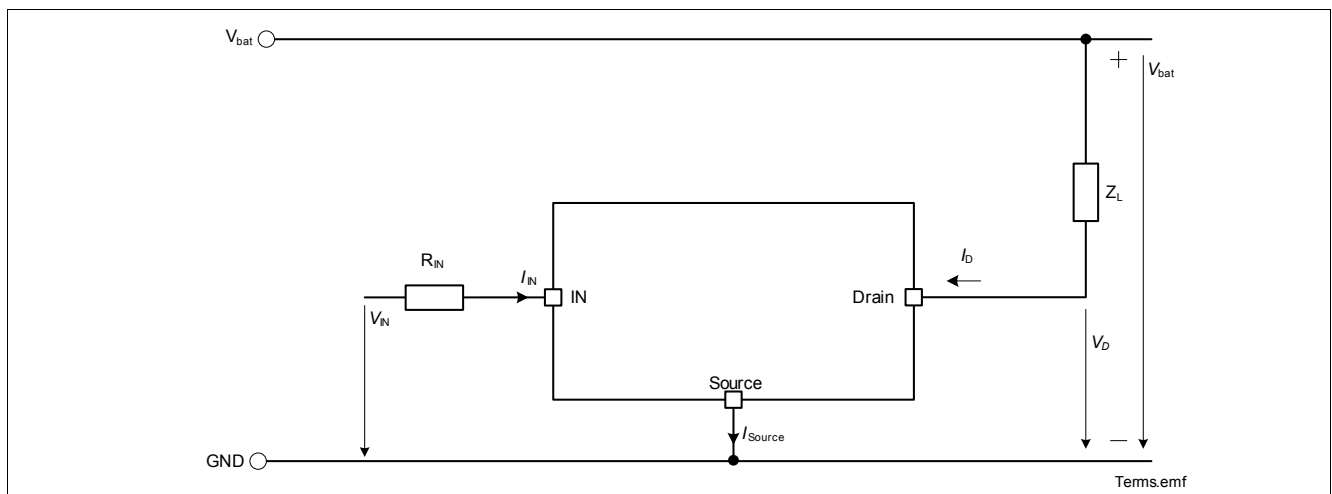 Vbat
+
Vbat
ZL
RIN
IIN
ID
IN
Drain
VIN
VD
Source
ISource
−
GND
Terms.emf